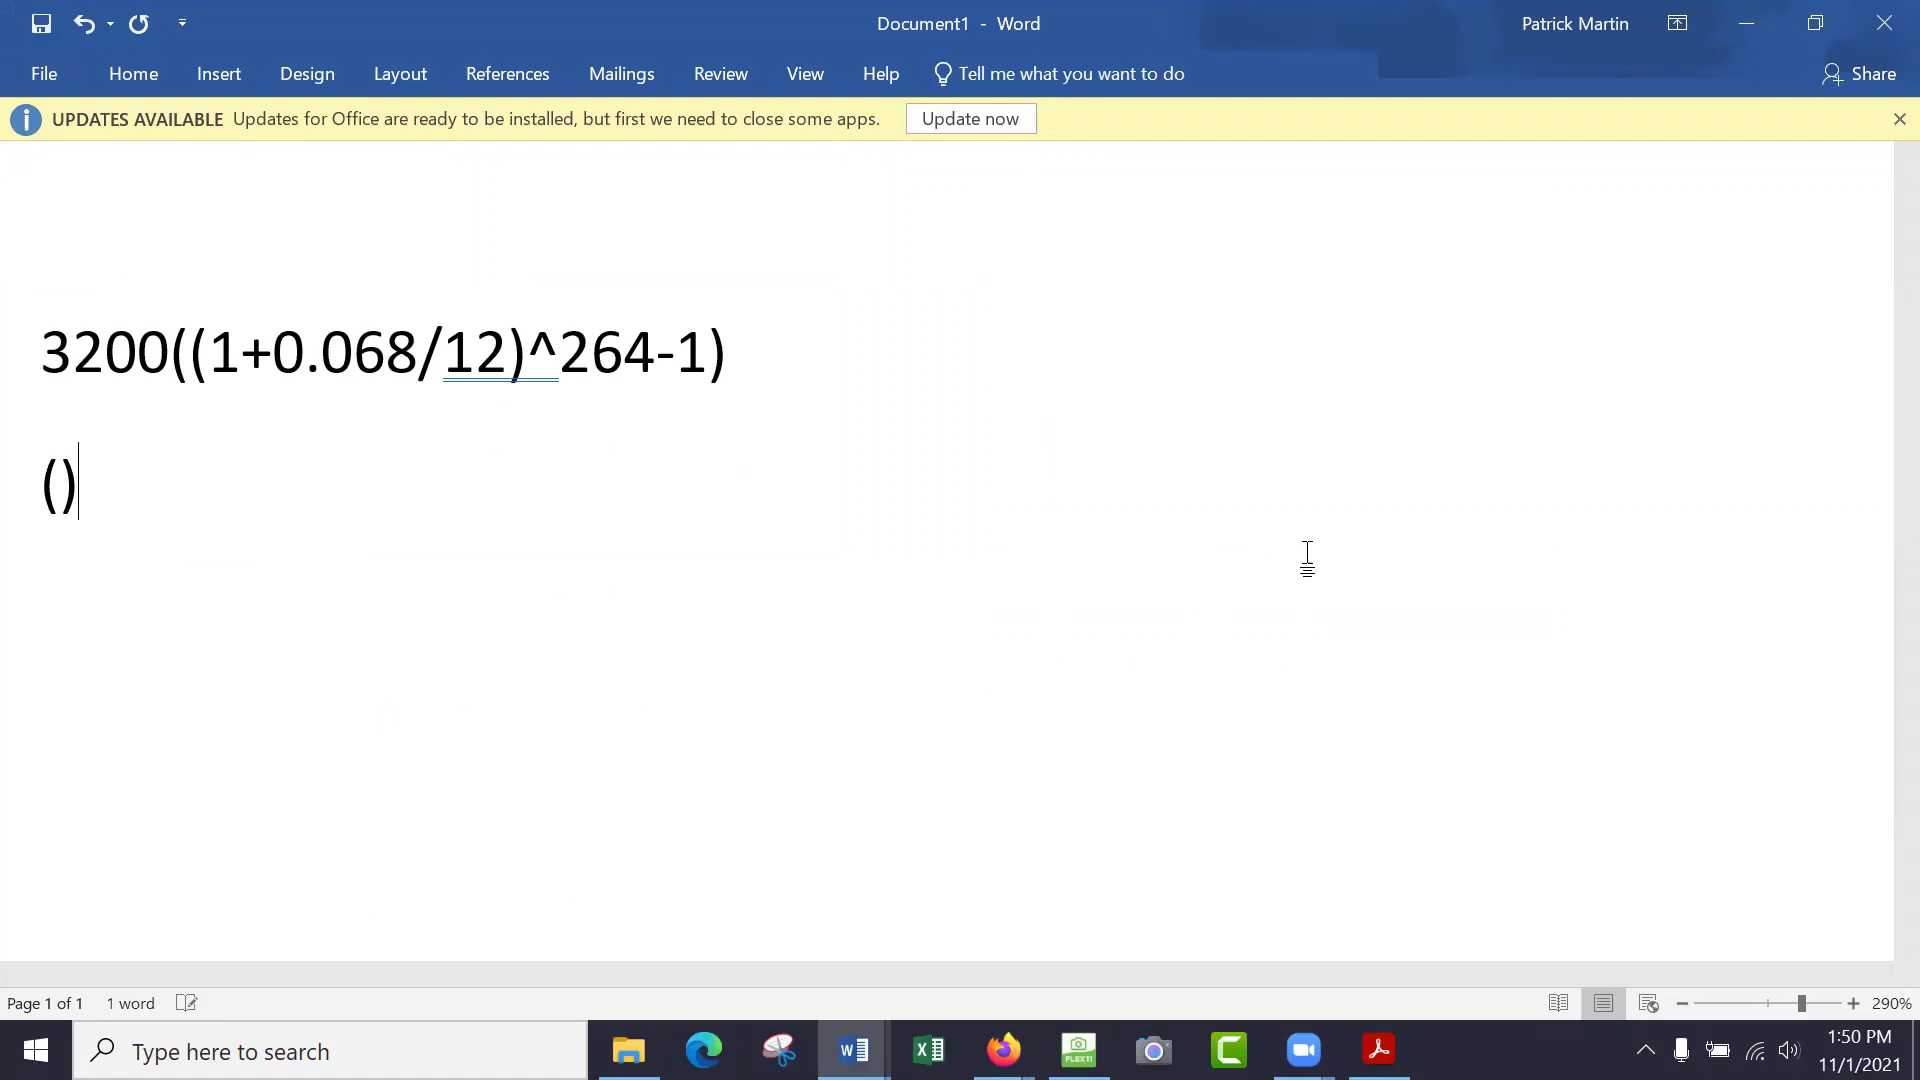 Document1 - Word
Patrick Martin
File Home Insert Design Layout References Mailings Review View Help Tell me what you want to do Share
UPDATES AVAILABLE Updates for Office are ready to be installed, but first we need to close some apps. Update now
3200((1+0.068/12)^264-1)
()
Page 1 of 1 1 word 290%
Type here to search
W
X
FLEX11
C
1:50 PM
11/1/2021